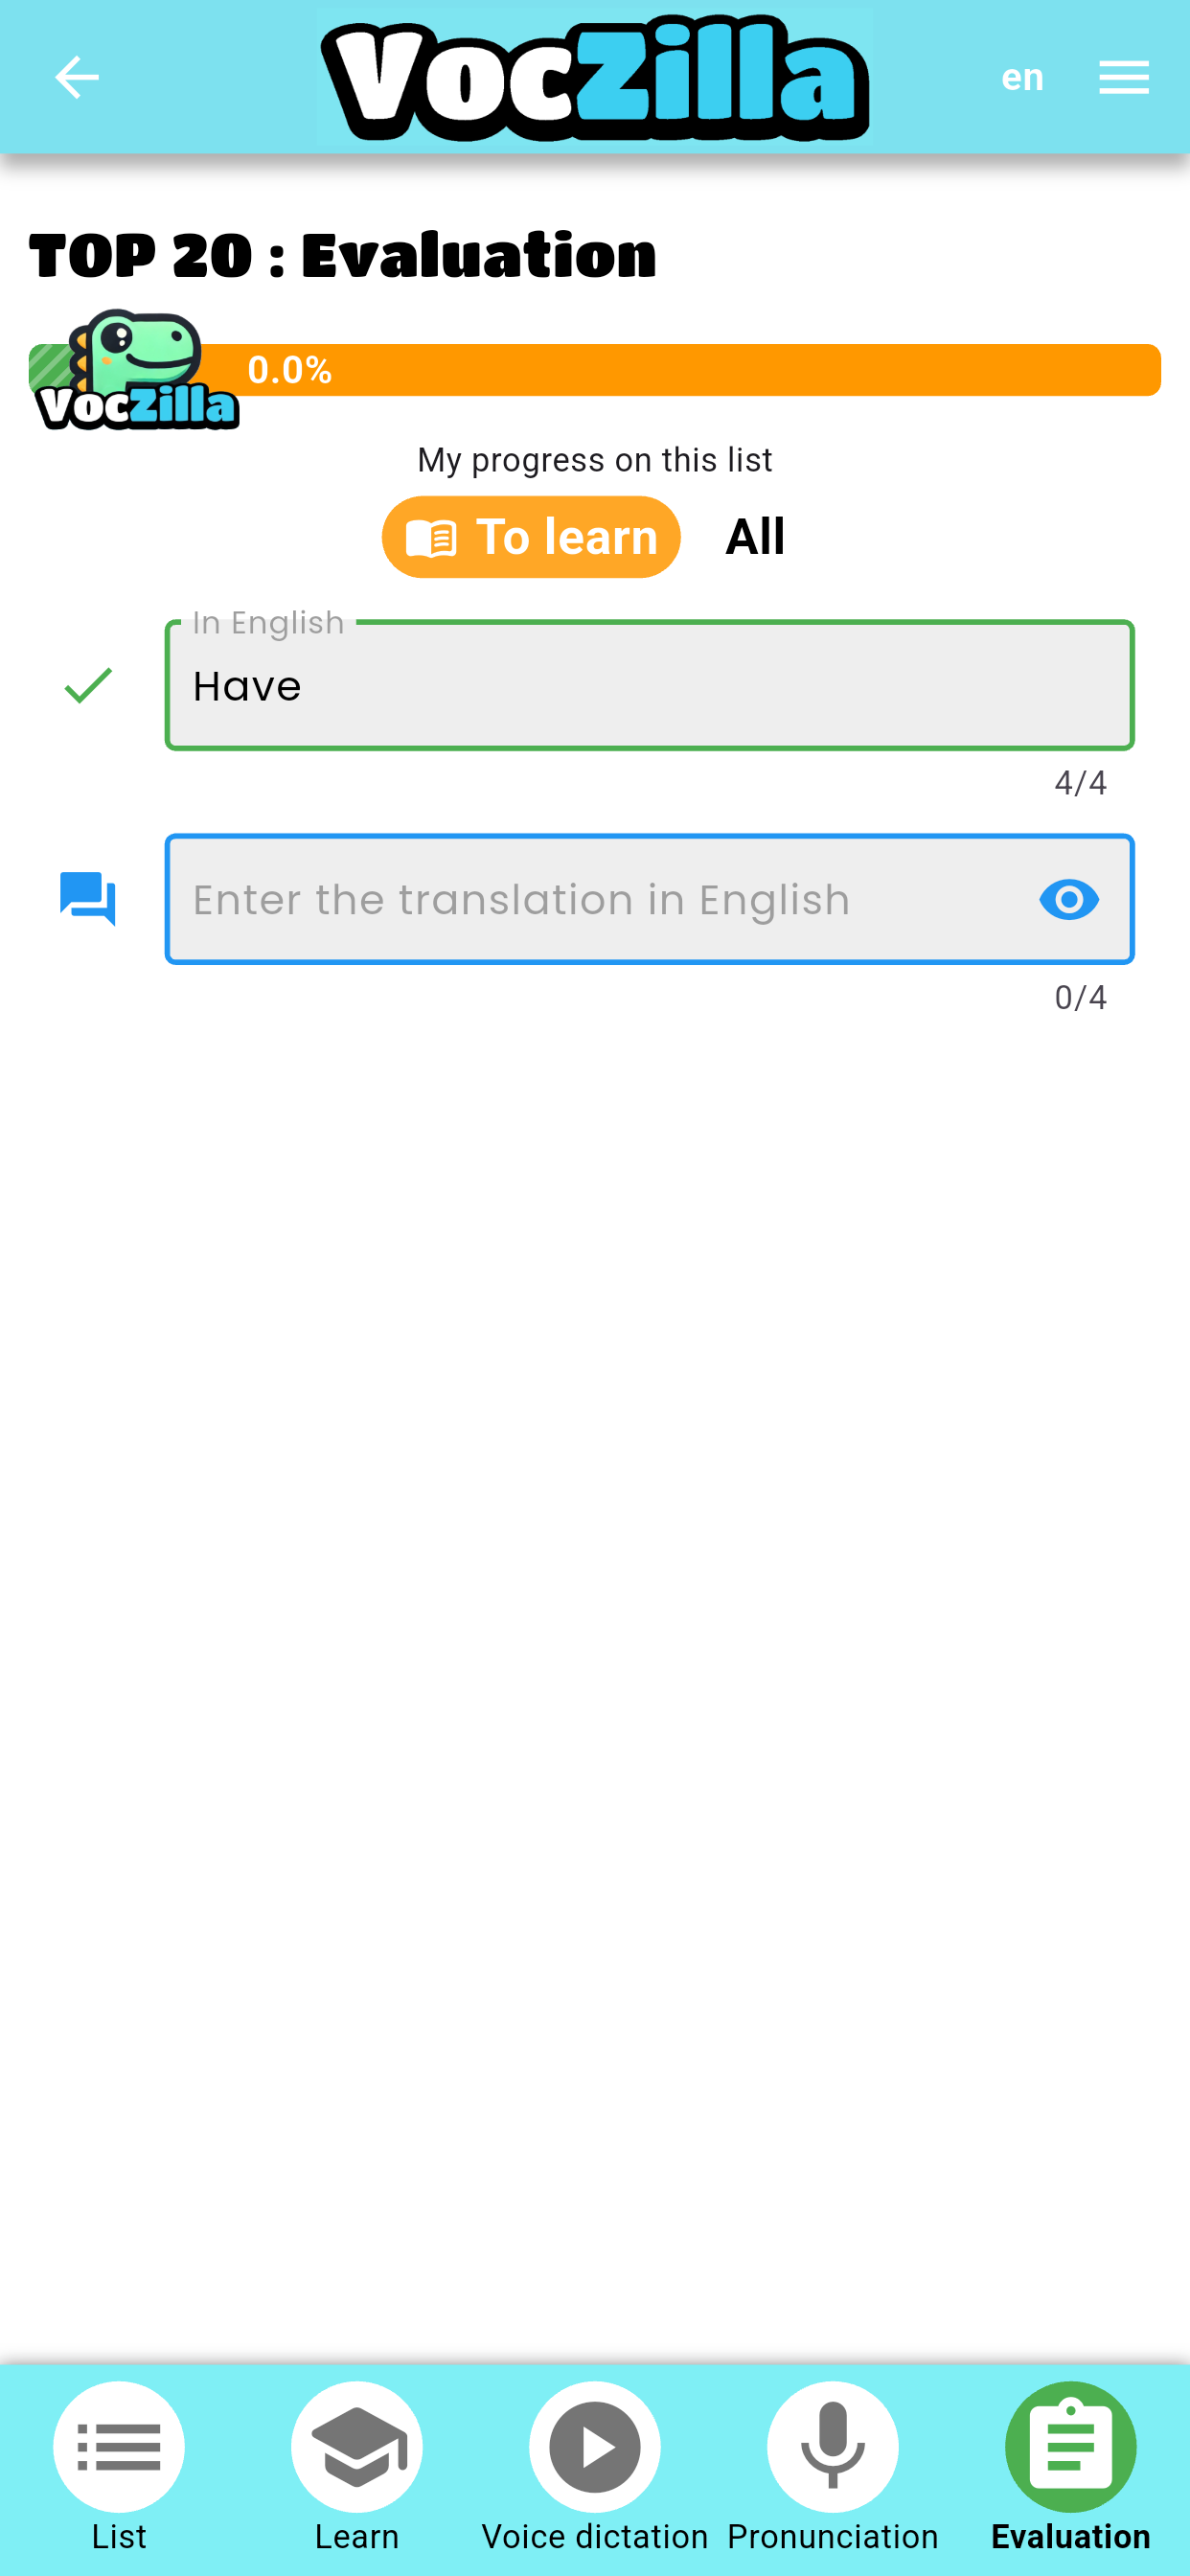 VocZilla
en
TOP 20 : Evaluation
0.0%
VocZilla
My progress on this list
To learn All
In English
Have
4/4
Enter the translation in English
0/4
List Learn Voice dictation Pronunciation Evaluation